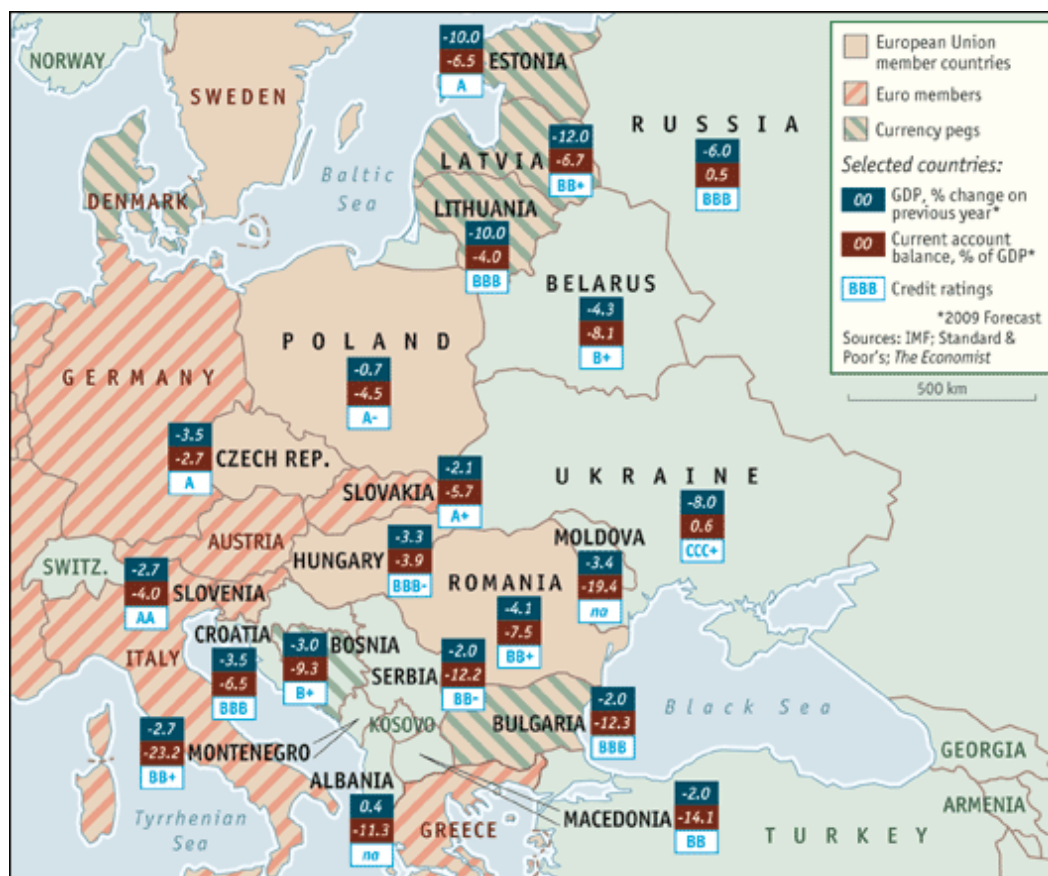 NORWAY
SWEDEN
-10.0
-6.5
A
ESTONIA
RUSSIA
-6.0
0.5
BBB
Baltic
Sea
LATVIA
-12.0
-6.7
BB+
DENMARK
LITHUANIA
-10.0
-4.0
BBB
BELARUS
-4.3
-8.1
B+
POLAND
-0.7
-4.5
A-
GERMANY
-3.5
-2.7
A
CZECH REP.
SLOVAKIA
-2.1
-5.7
A+
UKRAINE
-8.0
0.6
CCC+
AUSTRIA
HUNGARY
-3.3
-3.9
BBB-
MOLDOVA
-3.4
-19.4
na
SWITZ.
-2.7
-4.0
AA
SLOVENIA
ROMANIA
-4.1
-7.5
BB+
CROATIA
-3.5
-6.5
BBB
-3.0
-9.3
B+
BOSNIA
ITALY
SERBIA
-2.0
-12.2
BB-
KOSOVO
BULGARIA
-2.0
-12.3
BBB
Black Sea
-2.7
-23.2
BB+
MONTENEGRO
ALBANIA
0.4
-11.3
na
GREECE
MACEDONIA
-2.0
-14.1
BB
TURKEY
GEORGIA
ARMENIA
Tyrrhenian
Sea
European Union
member countries
Euro members
Currency pegs
Selected countries:
00 GDP, % change on
previous year*
00 Current account
balance, % of GDP*
BBB Credit ratings
*2009 Forecast
Sources: IMF; Standard &
Poor's; The Economist
500 km